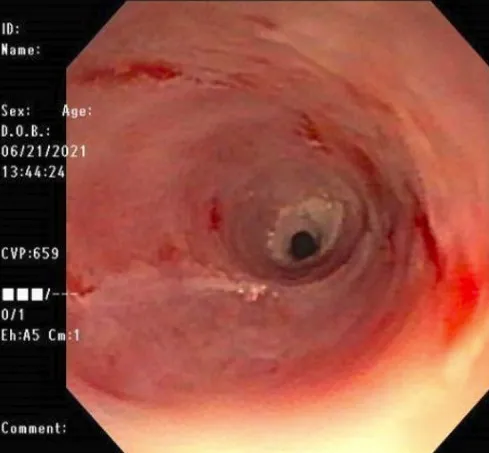 ID:
Name:
Sex: Age:
D.O.B.:
06/21/2021
13:44:24
CVP:659
■■■/---
0/1
Eh:A5 Cm:1
Comment: